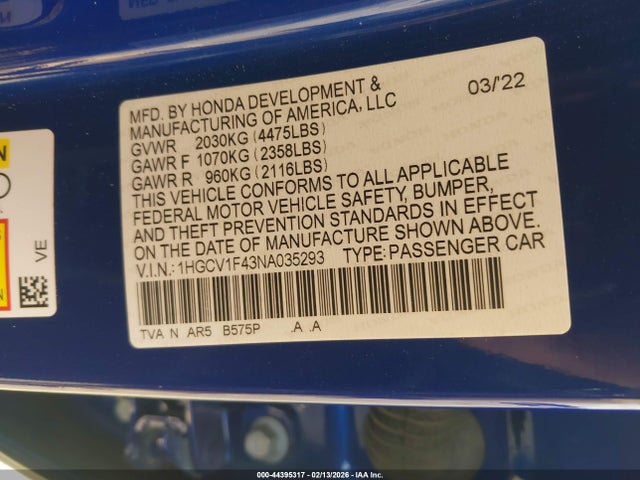 MFD. BY HONDA DEVELOPMENT &
MANUFACTURING OF AMERICA, LLC
03/'22
GVWR 2030KG (4475LBS)
GAWR F 1070KG (2358LBS)
GAWR R 960KG (2116LBS)
THIS VEHICLE CONFORMS TO ALL APPLICABLE
FEDERAL MOTOR VEHICLE SAFETY, BUMPER,
AND THEFT PREVENTION STANDARDS IN EFFECT
ON THE DATE OF MANUFACTURE SHOWN ABOVE.
V.I.N.: 1HGCV1F43NA035293 TYPE: PASSENGER CAR
TVA N AR5 B575P .A .A
VE
000-44395317 - 02/13/2026 - IAA Inc.